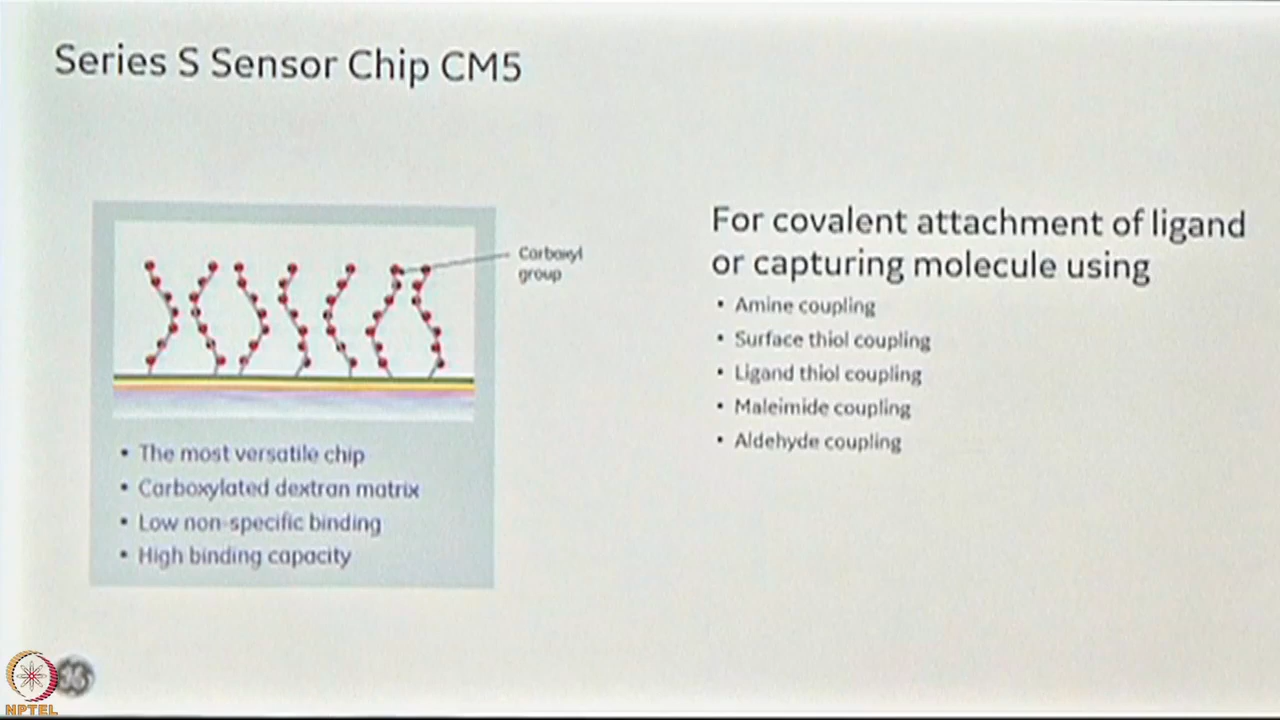 Series S Sensor Chip CM5
Carboxyl
group
• The most versatile chip
• Carboxylated dextran matrix
• Low non-specific binding
• High binding capacity
For covalent attachment of ligand
or capturing molecule using
• Amine coupling
• Surface thiol coupling
• Ligand thiol coupling
• Maleimide coupling
• Aldehyde coupling
NPTEL